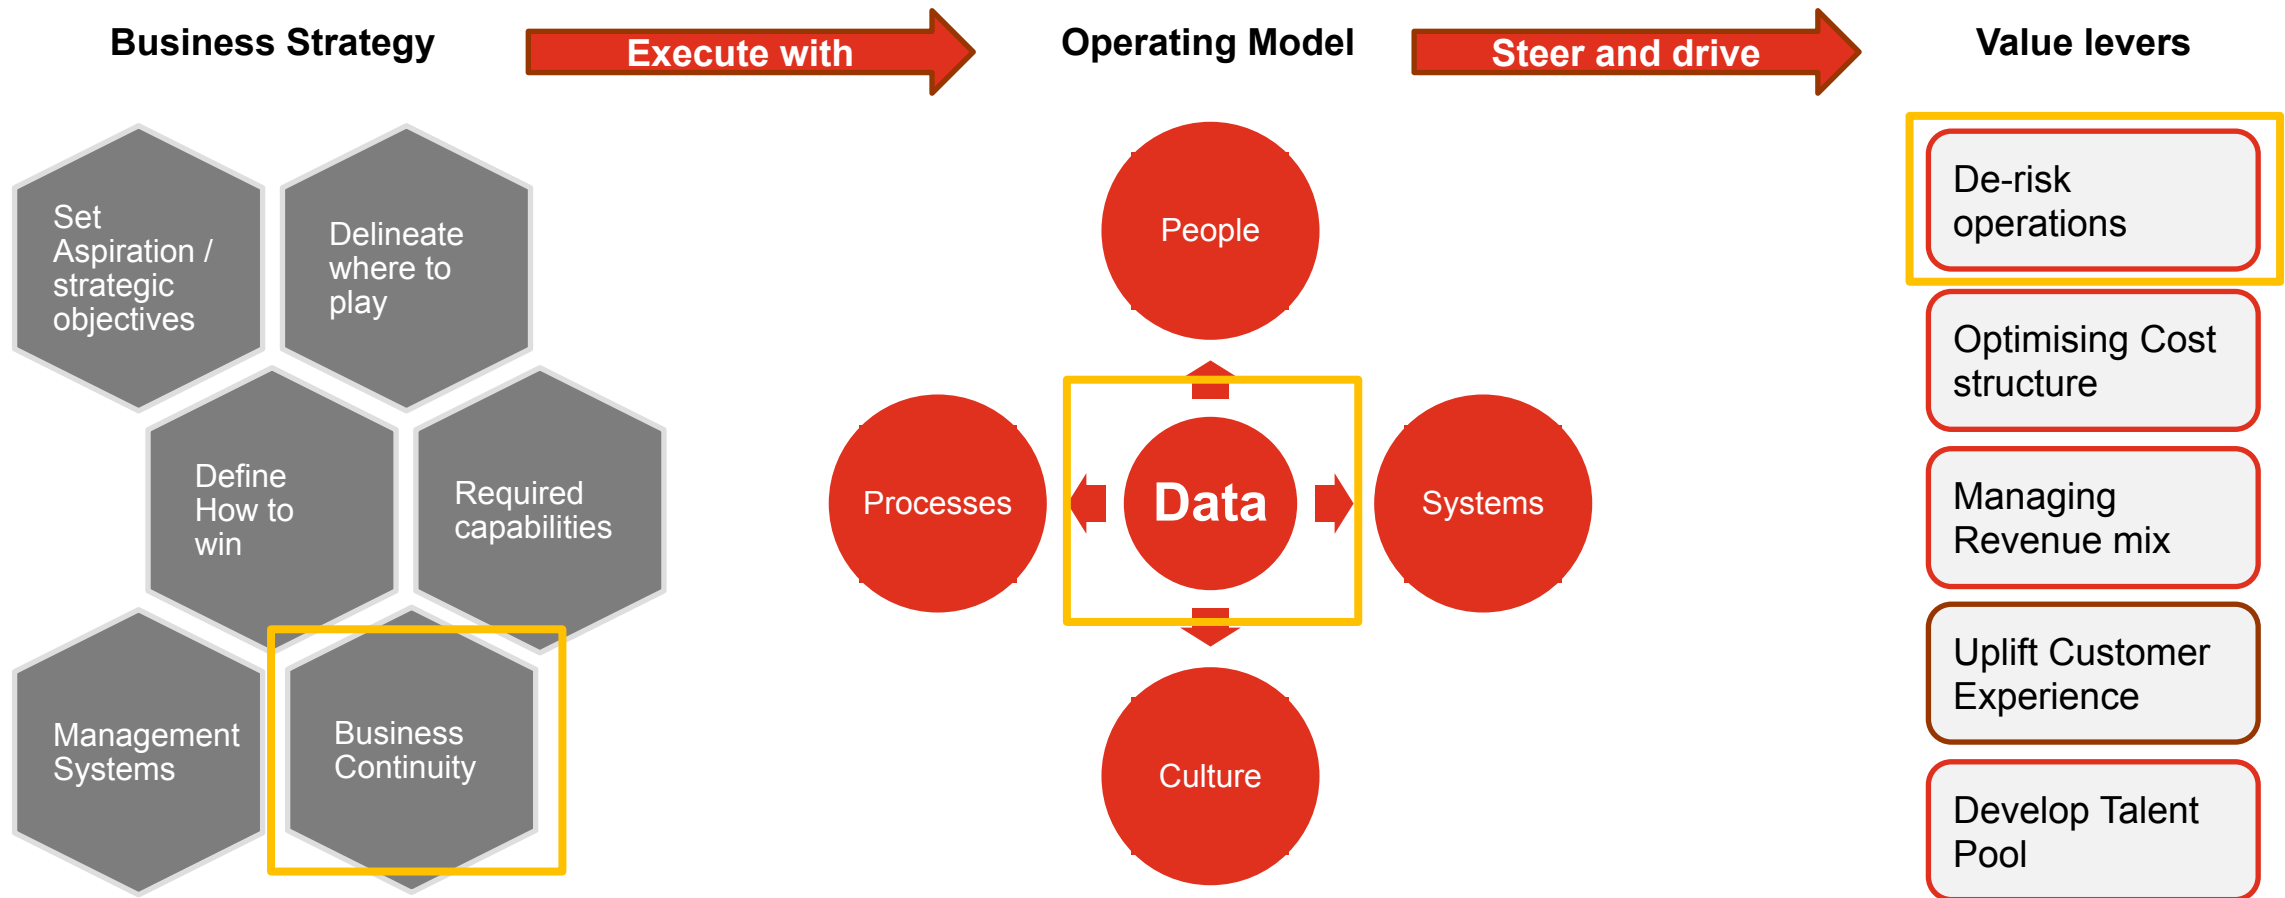 Business Strategy
Execute with
Operating Model
Steer and drive
Value levers
Set
Aspiration /
strategic
objectives
Delineate
where to
play
Define
How to
win
Required
capabilities
Management
Systems
Business
Continuity
People
Processes
Data
Systems
Culture
De-risk
operations
Optimising Cost
structure
Managing
Revenue mix
Uplift Customer
Experience
Develop Talent
Pool